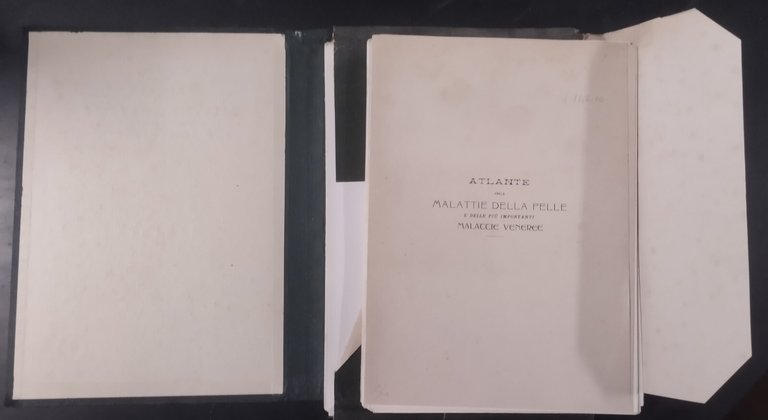 ATLANTE
DELLE
MALATTIE DELLA PELLE
E DELLE PIÙ IMPORTANTI
MALATTIE VENEREE